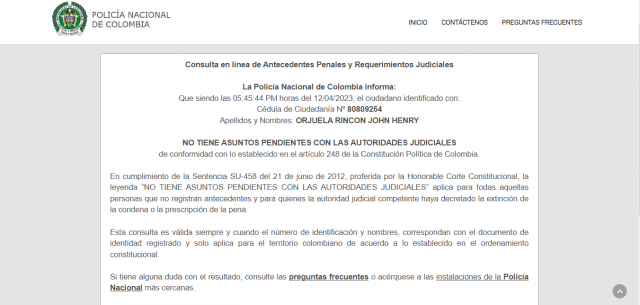 POLICÍA NACIONAL
DE COLOMBIA
INICIO CONTÁCTENOS PREGUNTAS FRECUENTES
Consulta en línea de Antecedentes Penales y Requerimientos Judiciales
La Policía Nacional de Colombia informa:
Que siendo las 05:45:44 PM horas del 12/04/2023, el ciudadano identificado con:
Cédula de Ciudadanía Nº 80809254
Apellidos y Nombres: ORJUELA RINCON JOHN HENRY
NO TIENE ASUNTOS PENDIENTES CON LAS AUTORIDADES JUDICIALES
de conformidad con lo establecido en el artículo 248 de la Constitución Política de Colombia.
En cumplimiento de la Sentencia SU-458 del 21 de junio de 2012, proferida por la Honorable Corte Constitucional, la
leyenda "NO TIENE ASUNTOS PENDIENTES CON LAS AUTORIDADES JUDICIALES" aplica para todas aquellas
personas que no registran antecedentes y para quienes la autoridad judicial competente haya decretado la extinción de
la condena o la prescripción de la pena.
Esta consulta es válida siempre y cuando el número de identificación y nombres, correspondan con el documento de
identidad registrado y solo aplica para el territorio colombiano de acuerdo a lo establecido en el ordenamiento
constitucional.
Si tiene alguna duda con el resultado, consulte las preguntas frecuentes o acérquese a las instalaciones de la Policía
Nacional más cercanas.